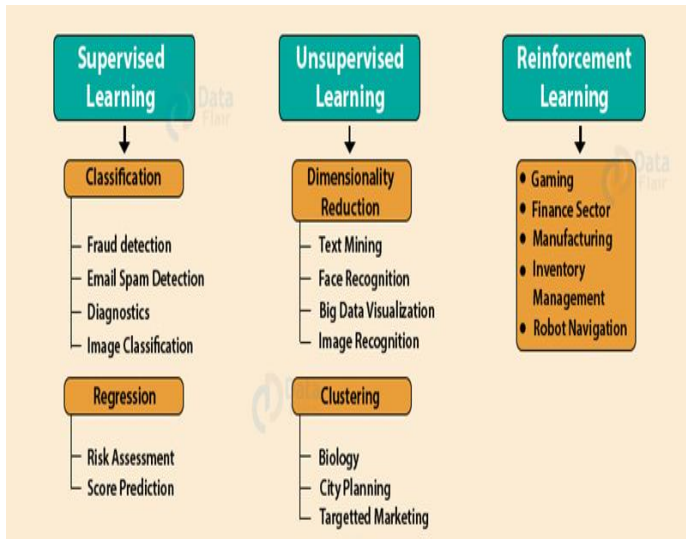 Supervised
Learning
Classification
Fraud detection
Email Spam Detection
Diagnostics
Image Classification
Regression
Risk Assessment
Score Prediction
Unsupervised
Learning
Dimensionality
Reduction
Text Mining
Face Recognition
Big Data Visualization
Image Recognition
Clustering
Biology
City Planning
Targetted Marketing
Reinforcement
Learning
Gaming
Finance Sector
Manufacturing
Inventory
Management
Robot Navigation
Data
Flair
Data
Flair
Data